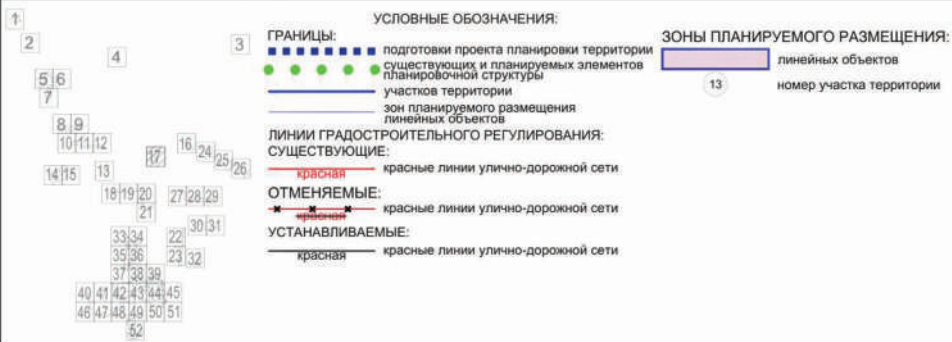 1
2
3
4
5 6
7
8 9
10 11 12
13
14 15
16
17
24
25
26
18 19 20
21
27 28 29
30 31
22
23 32
33 34
35 36
37 38 39
40 41 42 43 44 45
46 47 48 49 50 51
52
УСЛОВНЫЕ ОБОЗНАЧЕНИЯ:
ГРАНИЦЫ:
подготовки проекта планировки территории
существующих и планируемых элементов
планировочной структуры
участков территории
зон планируемого размещения
линейных объектов
ЛИНИИ ГРАДОСТРОИТЕЛЬНОГО РЕГУЛИРОВАНИЯ:
СУЩЕСТВУЮЩИЕ:
красная красные линии улично-дорожной сети
ОТМЕНЯЕМЫЕ:
красная красные линии улично-дорожной сети
УСТАНАВЛИВАЕМЫЕ:
красная красные линии улично-дорожной сети
ЗОНЫ ПЛАНИРУЕМОГО РАЗМЕЩЕНИЯ:
линейных объектов
13 номер участка территории